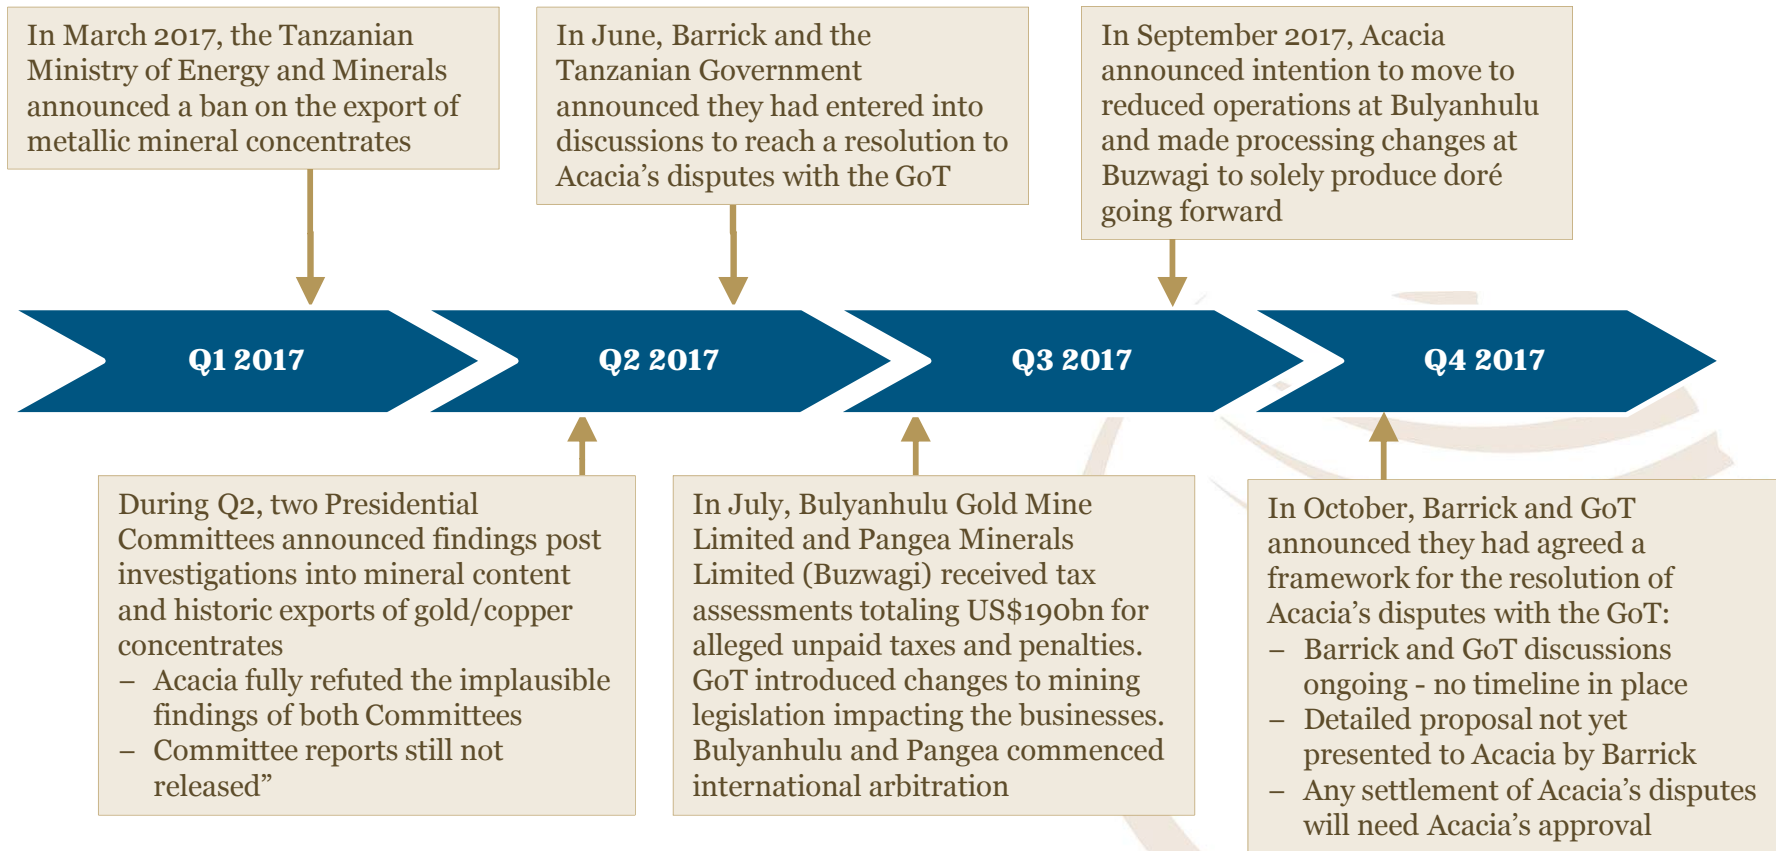 In March 2017, the Tanzanian
Ministry of Energy and Minerals
announced a ban on the export of
metallic mineral concentrates
In June, Barrick and the
Tanzanian Government
announced they had entered into
discussions to reach a resolution to
Acacia’s disputes with the GoT
In September 2017, Acacia
announced intention to move to
reduced operations at Bulyanhulu
and made processing changes at
Buzwagi to solely produce doré
going forward
Q1 2017
Q2 2017
Q3 2017
Q4 2017
During Q2, two Presidential
Committees announced findings post
investigations into mineral content
and historic exports of gold/copper
concentrates
– Acacia fully refuted the implausible
findings of both Committees
– Committee reports still not
released”
In July, Bulyanhulu Gold Mine
Limited and Pangea Minerals
Limited (Buzwagi) received tax
assessments totaling US$190bn for
alleged unpaid taxes and penalties.
GoT introduced changes to mining
legislation impacting the businesses.
Bulyanhulu and Pangea commenced
international arbitration
In October, Barrick and GoT
announced they had agreed a
framework for the resolution of
Acacia’s disputes with the GoT:
– Barrick and GoT discussions
ongoing - no timeline in place
– Detailed proposal not yet
presented to Acacia by Barrick
– Any settlement of Acacia’s disputes
will need Acacia’s approval